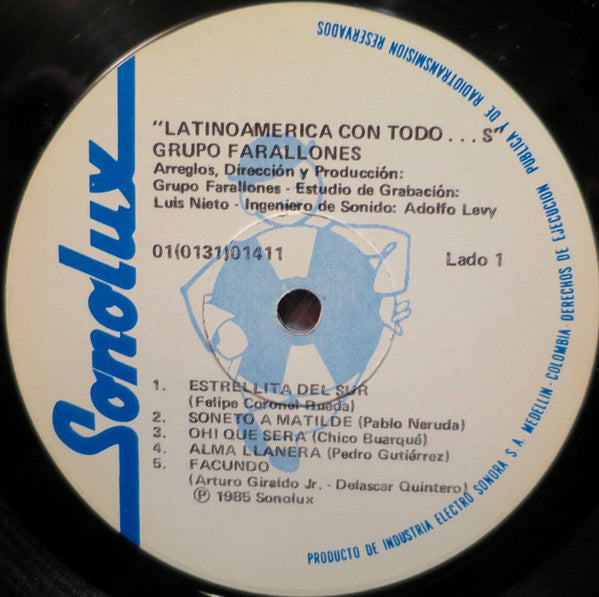 Sonolux
"LATINOAMERICA CON TODO...S"
GRUPO FARALLONES
Arreglos, Dirección y Producción:
Grupo Farallones - Estudio de Grabación:
Luis Nieto - Ingeniero de Sonido: Adolfo Levy
01(0131)01411
Lado 1
1. ESTRELLITA DEL SUR
(Felipe Coronel Rueda)
2. SONETO A MATILDE (Pablo Neruda)
3. OH! QUE SERA (Chico Buarqué)
4. ALMA LLANERA (Pedro Gutiérrez)
5. FACUNDO
(Arturo Giraldo Jr. - Delascar Quintero)
Ⓟ 1985 Sonolux
PRODUCTO DE INDUSTRIA ELECTRO SONORA S.A. MEDELLIN - COLOMBIA DERECHOS DE EJECUCION PUBLICA Y DE RADIOTRANSMISION RESERVADOS